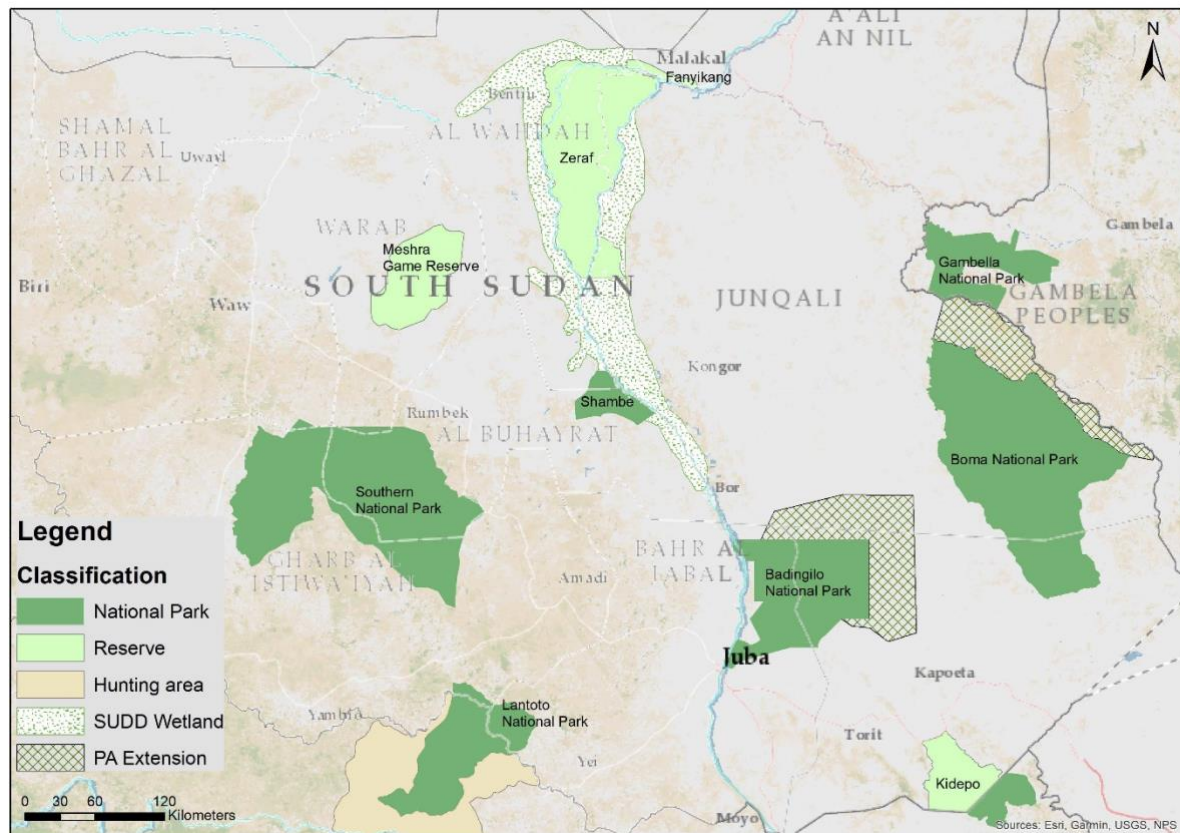 A'ALI
AN NIL
N
Malakal
Fanyikang
Bentiu
SHAMAL
BAHR AL
GHAZAL
Uwayl
AL WAHDAH
Zeraf
WARAB
Meshra
Game Reserve
Gambela
Gambella
National Park
Biri
Waw
SOUTH SUDAN
JUNQALI
GAMBELA
PEOPLES
Kongor
Shambe
Rumbek
AL BUHAYRAT
Boma National Park
Southern
National Park
Bor
Legend
Classification
National Park
Reserve
Hunting area
SUDD Wetland
PA Extension
0 30 60 120
Kilometers
GHARB AL
ISTIWA'IYAH
Amadi
BAHR AL
JABAL
Badingilo
National Park
Juba
Kapoeta
Lantoto
National Park
Yambio
Torit
Yei
Kidepo
Moyo
Sources: Esri, Garmin, USGS, NPS